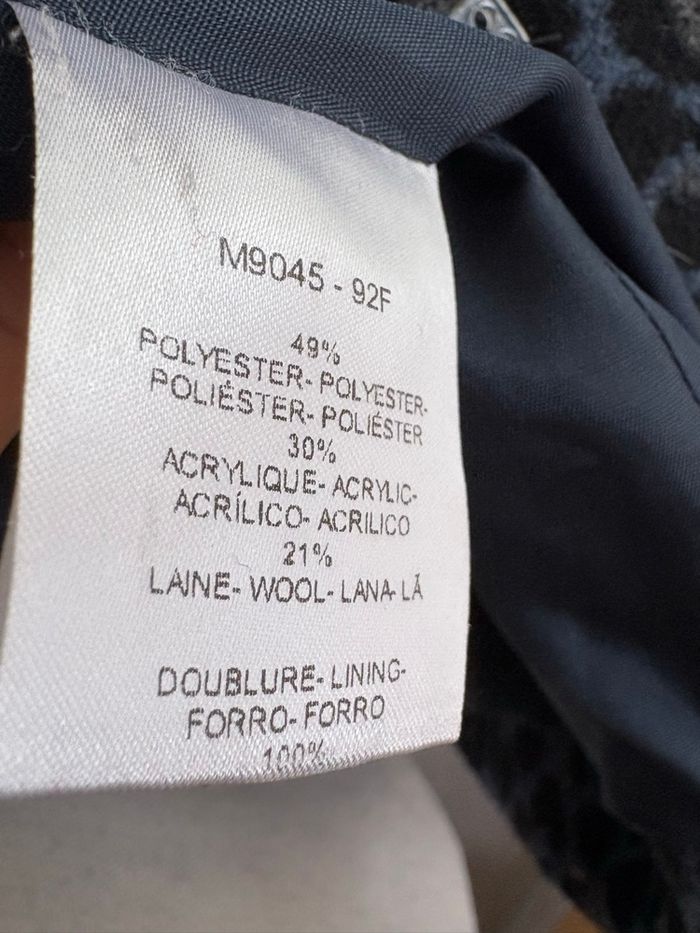 M9045 - 92F
49%
POLYESTER- POLYESTER-
POLIÉSTER- POLIÉSTER
30%
ACRYLIQUE- ACRYLIC-
ACRÍLICO- ACRILICO
21%
LAINE- WOOL- LANA- LÃ
DOUBLURE- LINING-
FORRO- FORRO
100%